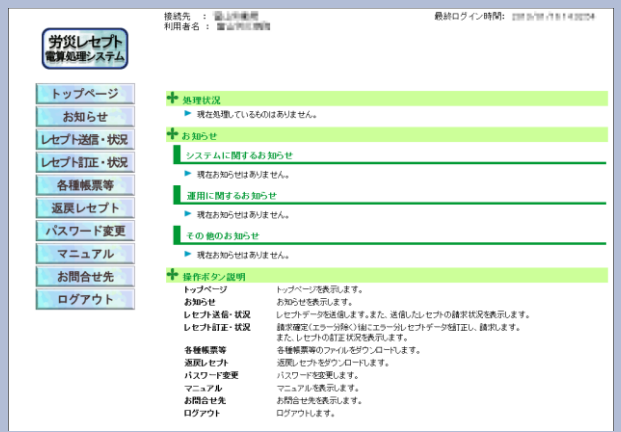 接続先 ：
利用者名 ：
最終ログイン時間:
労災レセプト
電算処理システム
トップページ
お知らせ
レセプト送信・状況
レセプト訂正・状況
各種帳票等
返戻レセプト
パスワード変更
マニュアル
お問合せ先
ログアウト
処理状況
現在処理しているものはありません。
お知らせ
システムに関するお知らせ
現在お知らせはありません。
運用に関するお知らせ
現在お知らせはありません。
その他のお知らせ
現在お知らせはありません。
操作ボタン説明
トップページ トップページを表示します。
お知らせ お知らせを表示します。
レセプト送信・状況 レセプトデータを送信します。また、送信したレセプトの請求状況を表示します。
レセプト訂正・状況 請求確定(エラー分除く)後にエラー分レセプトデータを訂正し、請求します。
また、レセプトの訂正状況を表示します。
各種帳票等 各種帳票等のファイルをダウンロードします。
返戻レセプト 返戻レセプトをダウンロードします。
パスワード変更 パスワードを変更します。
マニュアル マニュアルを表示します。
お問合せ先 お問合せ先を表示します。
ログアウト ログアウトします。